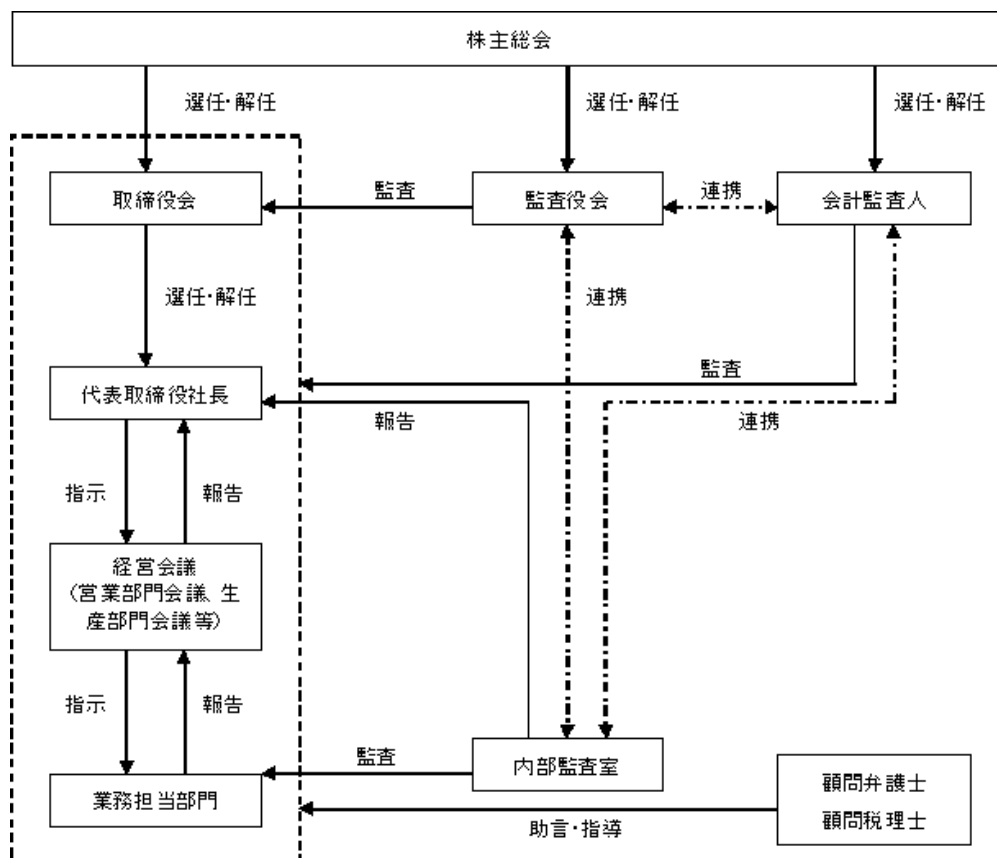 株主総会
選任・解任
選任・解任
選任・解任
取締役会
監査
監査役会
連携
会計監査人
選任・解任
連携
監査
代表取締役社長
報告
連携
指示
報告
経営会議
(営業部門会議、生
産部門会議等)
指示
報告
監査
内部監査室
業務担当部門
顧問弁護士
顧問税理士
助言・指導